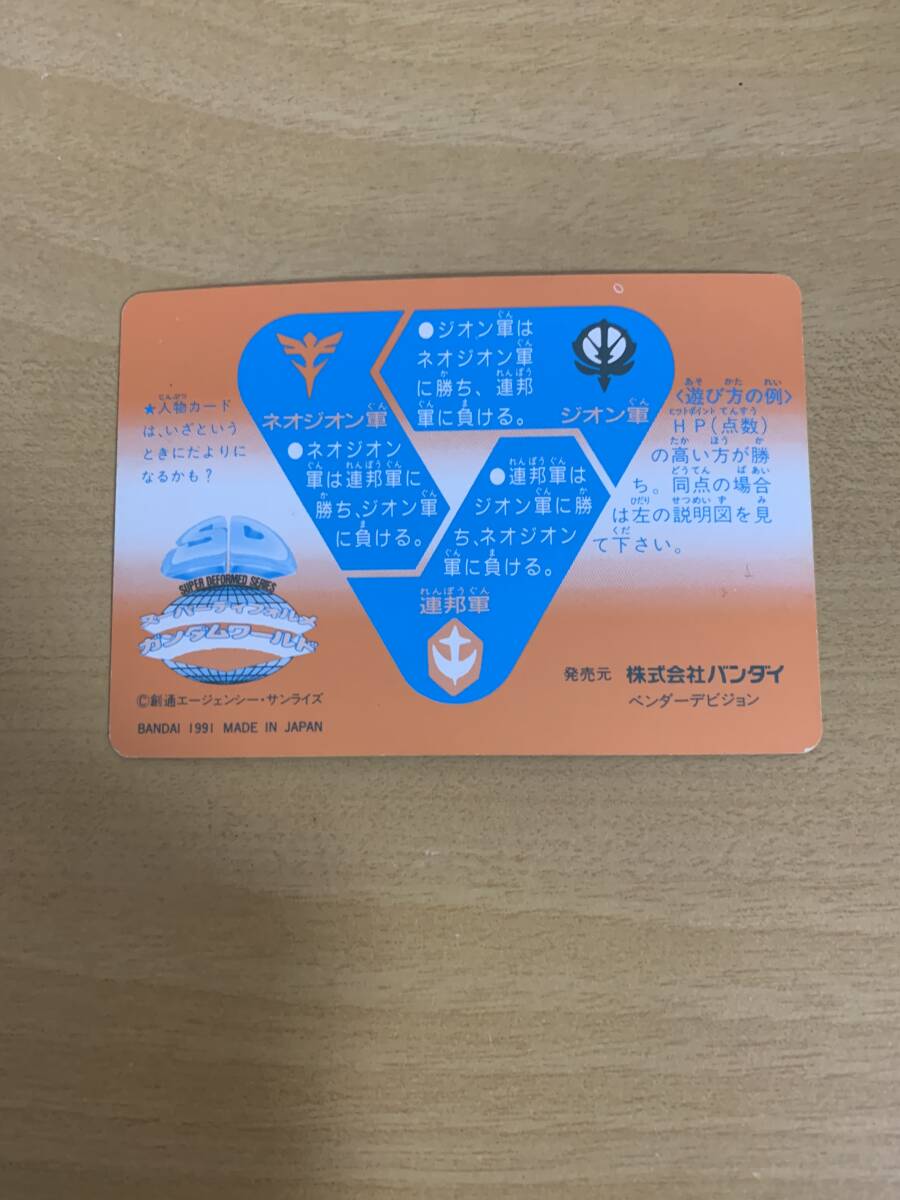 ★人物カード
は、いざという
ときにたよりに
なるかも?
ネオジオン軍
●ネオジオン
軍は連邦軍に
勝ち、ジオン軍
に負ける。
●ジオン軍は
ネオジオン軍
に勝ち、連邦
軍に負ける。
ジオン軍
●連邦軍は
ジオン軍に勝
ち、ネオジオン
軍に負ける。
連邦軍
〈遊び方の例〉
HP(点数)
の高い方が勝
ち。同点の場合
は左の説明図を見
て下さい。
SD
SUPER DEFORMED SERIES
スーパーディフォルメ
ガンダムワールド
©創通エージェンシー・サンライズ
BANDAI 1991 MADE IN JAPAN
発売元 株式会社バンダイ
ベンダーデビジョン